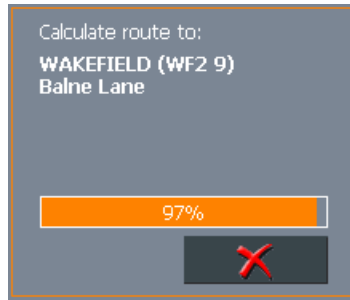 Calculate route to:
WAKEFIELD (WF2 9)
Balne Lane
97%